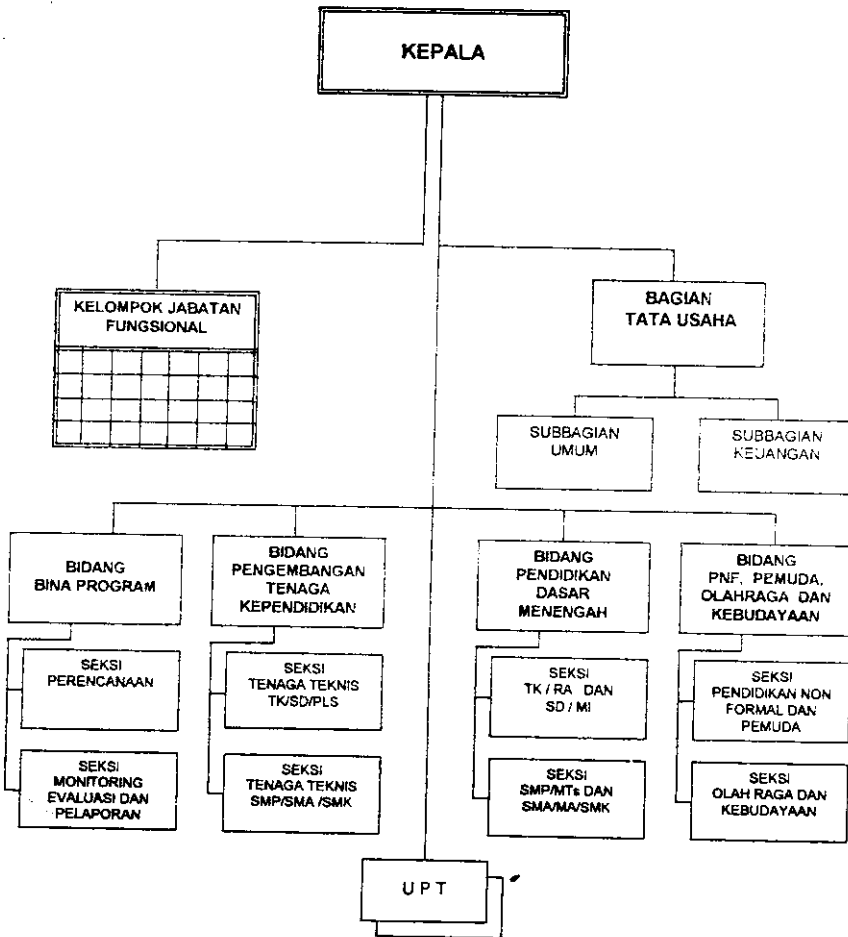 KEPALA
KELOMPOK JABATAN
FUNGSIONAL
BAGIAN
TATA USAHA
SUBBAGIAN
UMUM
SUBBAGIAN
KEUANGAN
BIDANG
BINA PROGRAM
BIDANG
PENGEMBANGAN
TENAGA
KEPENDIDIKAN
BIDANG
PENDIDIKAN
DASAR
MENENGAH
BIDANG
PNF, PEMUDA,
OLAHRAGA DAN
KEBUDAYAAN
SEKSI
PERENCANAAN
SEKSI
TENAGA TEKNIS
TK/SD/PLS
SEKSI
TK / RA DAN
SD / MI
SEKSI
PENDIDIKAN NON
FORMAL DAN
PEMUDA
SEKSI
MONITORING
EVALUASI DAN
PELAPORAN
SEKSI
TENAGA TEKNIS
SMP/SMA /SMK
SEKSI
SMP/MTs DAN
SMA/MA/SMK
SEKSI
OLAH RAGA DAN
KEBUDAYAAN
U P T